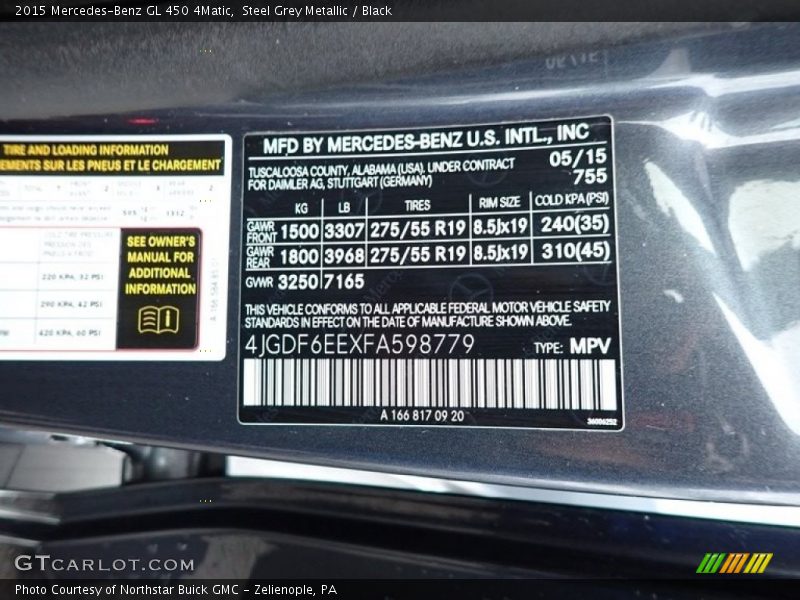 2015 Mercedes-Benz GL 450 4Matic, Steel Grey Metallic / Black
TIRE AND LOADING INFORMATION
EMENTS SUR LES PNEUS ET LE CHARGEMENT
SEE OWNER'S
MANUAL FOR
ADDITIONAL
INFORMATION
220 KPA, 32 PSI
290 KPA, 42 PSI
420 KPA, 60 PSI
MFD BY MERCEDES-BENZ U.S. INTL., INC
TUSCALOOSA COUNTY, ALABAMA (USA), UNDER CONTRACT 05/15
FOR DAIMLER AG, STUTTGART (GERMANY) 755
KG LB TIRES RIM SIZE COLD KPA (PSI)
GAWR FRONT 1500 3307 275/55 R19 8.5Jx19 240(35)
GAWR REAR 1800 3968 275/55 R19 8.5Jx19 310(45)
GVWR 3250 7165
THIS VEHICLE CONFORMS TO ALL APPLICABLE FEDERAL MOTOR VEHICLE SAFETY
STANDARDS IN EFFECT ON THE DATE OF MANUFACTURE SHOWN ABOVE.
4JGDF6EEXFA598779 TYPE: MPV
A 166 817 09 20
36006252
GTCARLOT.COM
Photo Courtesy of Northstar Buick GMC - Zelienople, PA